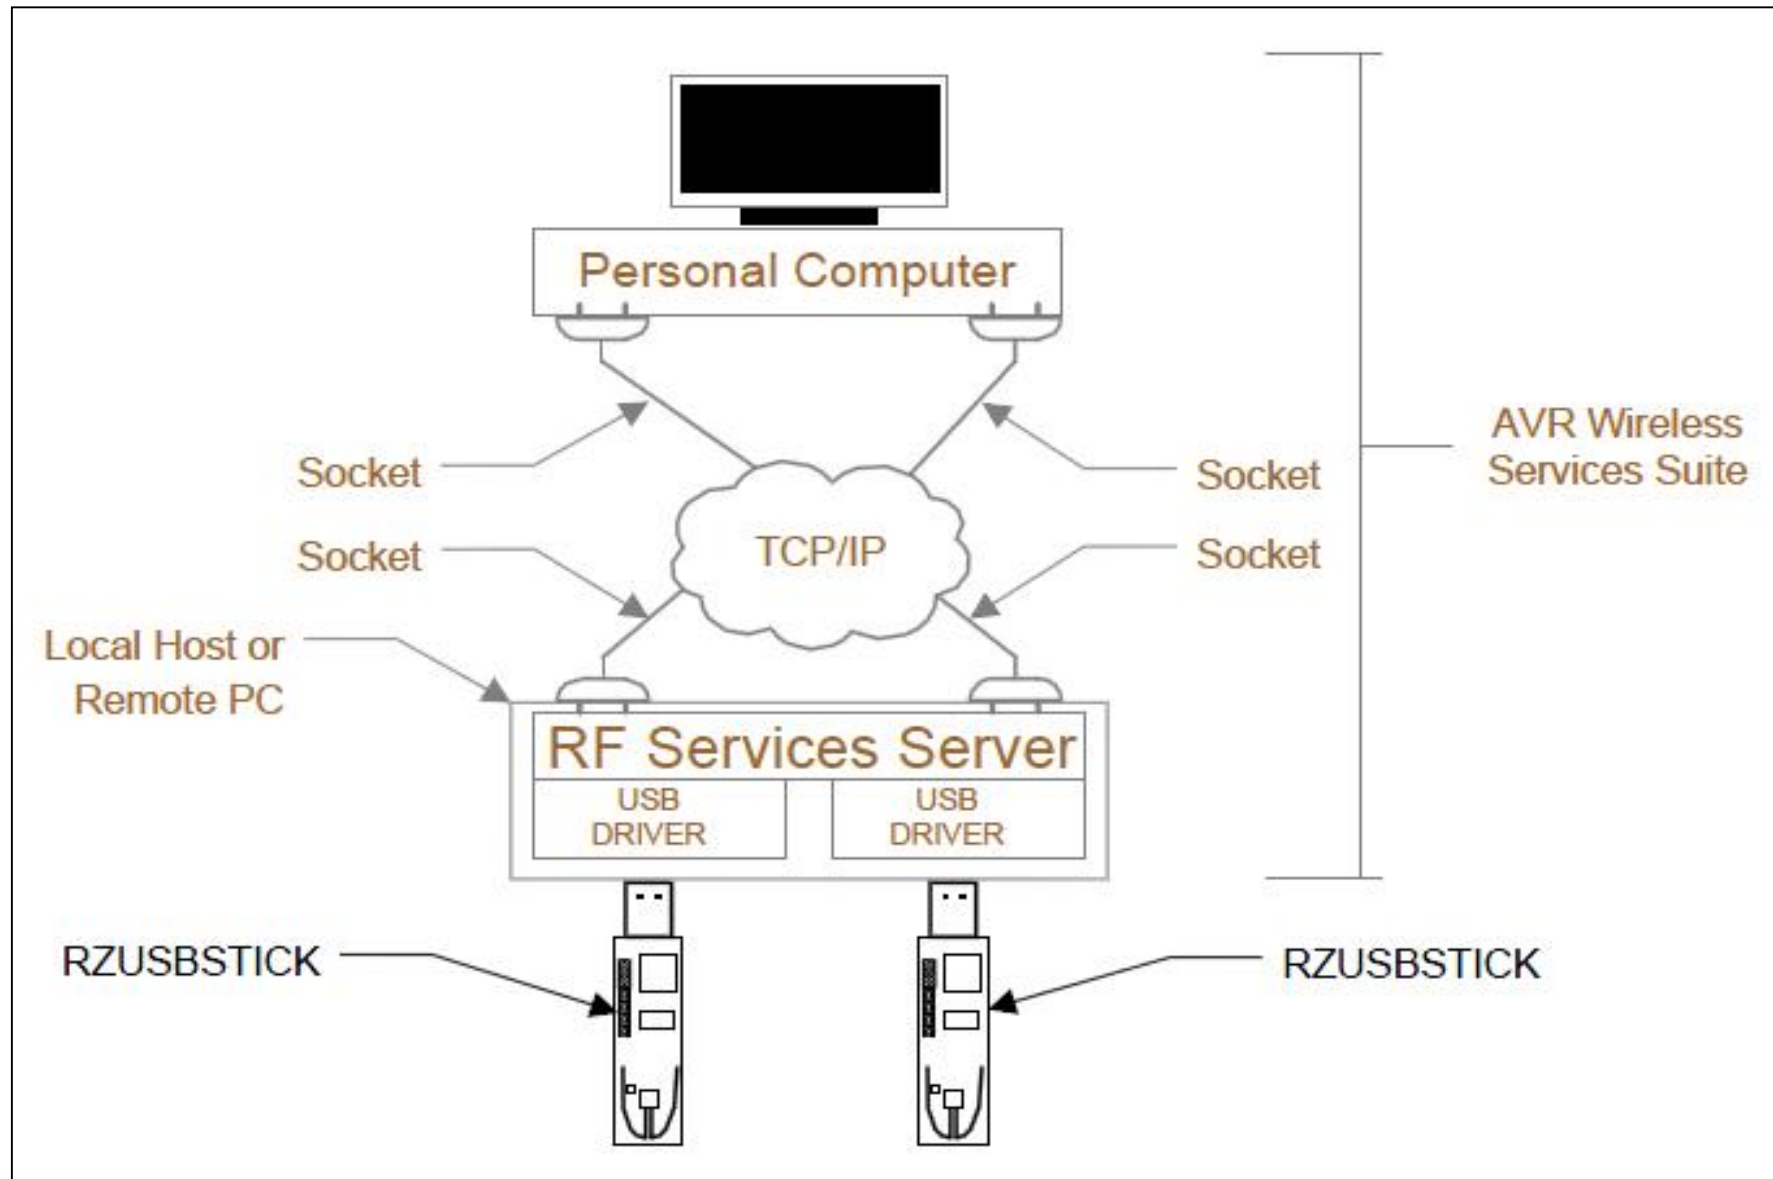 Personal Computer
AVR Wireless
Services Suite
Socket
Socket
TCP/IP
Socket
Socket
Local Host or
Remote PC
RF Services Server
USB
DRIVER
USB
DRIVER
RZUSBSTICK
RZUSBSTICK